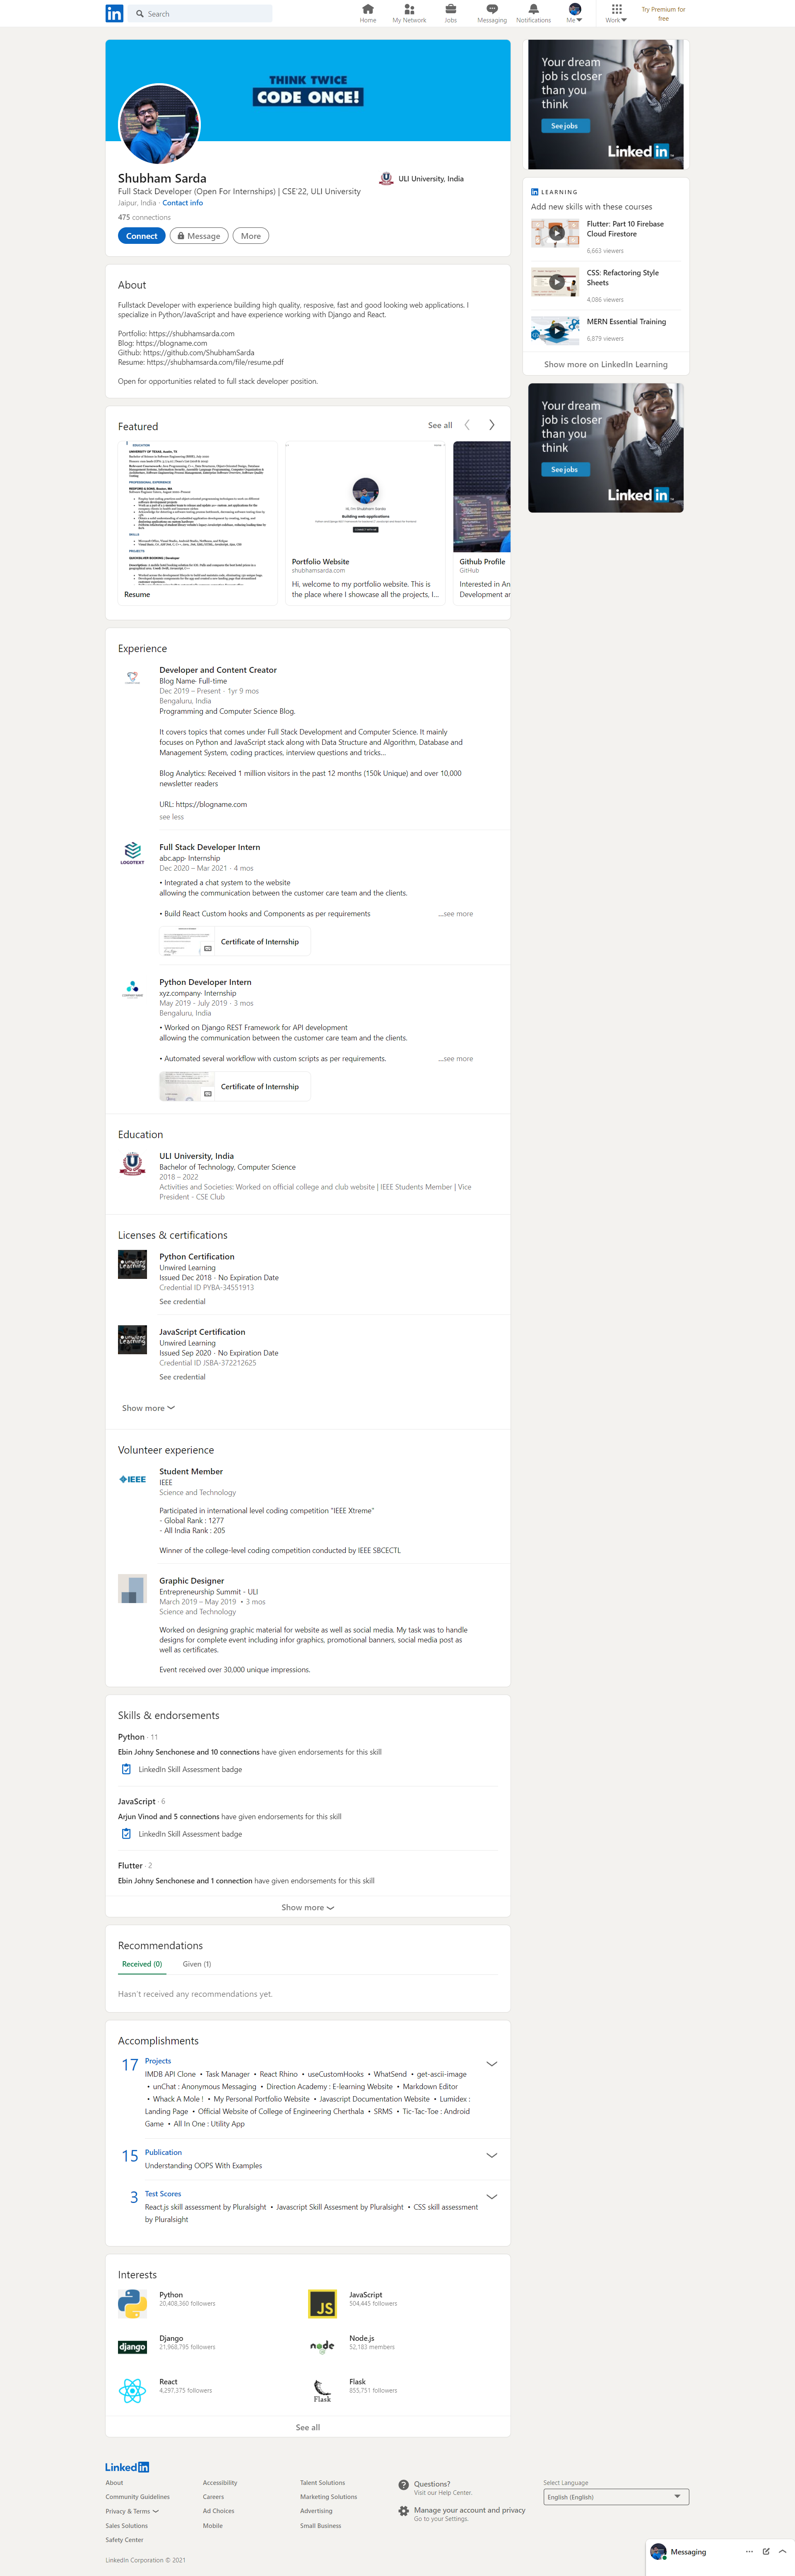 in
Search
Home
My Network
Jobs
Messaging
Notifications
Me
Work
Try Premium for
free
THINK TWICE
CODE ONCE!
Shubham Sarda
ULI University, India
Full Stack Developer (Open For Internships) | CSE'22, ULI University
Jaipur, India · Contact info
475 connections
Connect
Message
More
About
Fullstack Developer with experience building high quality, responsive, fast and good looking web applications. I
specialize in Python/JavaScript and have experience working with Django and React.
Portfolio: https://shubhamsarda.com
Blog: https://blogname.com
Github: https://github.com/ShubhamSarda
Resume: https://shubhamsarda.com/file/resume.pdf
Open for opportunities related to full stack developer position.
Featured
See all
EDUCATION
UNIVERSITY OF TEXAS, Austin, TX
PROFESSIONAL EXPERIENCE
SKILLS
PROJECTS
Resume
Building web applications
Portfolio Website
shubhamsarda.com
Hi, welcome to my portfolio website. This is
the place where I showcase all the projects, I...
Github Profile
GitHub
Interested in An
Development ar
Experience
Developer and Content Creator
Blog Name· Full-time
Dec 2019 – Present · 1yr 9 mos
Bengaluru, India
Programming and Computer Science Blog.
It covers topics that comes under Full Stack Development and Computer Science. It mainly
focuses on Python and JavaScript stack along with Data Structure and Algorithm, Database and
Management System, coding practices, interview questions and tricks...
Blog Analytics: Received 1 million visitors in the past 12 months (150k Unique) and over 10,000
newsletter readers
URL: https://blogname.com
see less
LOGOTEXT
Full Stack Developer Intern
abc.app· Internship
Dec 2020 – Mar 2021 · 4 mos
• Integrated a chat system to the website
allowing the communication between the customer care team and the clients.
• Build React Custom hooks and Components as per requirements
...see more
Certificate of Internship
Python Developer Intern
xyz.company· Internship
May 2019 - July 2019 · 3 mos
Bengaluru, India
• Worked on Django REST Framework for API development
allowing the communication between the customer care team and the clients.
• Automated several workflow with custom scripts as per requirements.
...see more
Certificate of Internship
Education
ULI University, India
Bachelor of Technology, Computer Science
2018 – 2022
Activities and Societies: Worked on official college and club website | IEEE Students Member | Vice
President - CSE Club
Licenses & certifications
unwired Learning
Python Certification
Unwired Learning
Issued Dec 2018 · No Expiration Date
Credential ID PYBA-34551913
See credential
unwired Learning
JavaScript Certification
Unwired Learning
Issued Sep 2020 · No Expiration Date
Credential ID JSBA-372212625
See credential
Show more
Volunteer experience
IEEE
Student Member
IEEE
Science and Technology
Participated in international level coding competition "IEEE Xtreme"
- Global Rank : 1277
- All India Rank : 205
Winner of the college-level coding competition conducted by IEEE SBCECTL
Graphic Designer
Entrepreneurship Summit - ULI
March 2019 – May 2019 • 3 mos
Science and Technology
Worked on designing graphic material for website as well as social media. My task was to handle
designs for complete event including infor graphics, promotional banners, social media post as
well as certificates.
Event received over 30,000 unique impressions.
Skills & endorsements
Python · 11
Ebin Johny Senchonese and 10 connections have given endorsements for this skill
LinkedIn Skill Assessment badge
JavaScript · 6
Arjun Vinod and 5 connections have given endorsements for this skill
LinkedIn Skill Assessment badge
Flutter · 2
Ebin Johny Senchonese and 1 connection have given endorsements for this skill
Show more
Recommendations
Received (0)
Given (1)
Hasn't received any recommendations yet.
Accomplishments
17
Projects
IMDB API Clone • Task Manager • React Rhino • useCustomHooks • WhatSend • get-ascii-image
• unChat : Anonymous Messaging • Direction Academy : E-learning Website • Markdown Editor
• Whack A Mole ! • My Personal Portfolio Website • Javascript Documentation Website • Lumidex :
Landing Page • Official Website of College of Engineering Cherthala • SRMS • Tic-Tac-Toe : Android
Game • All In One : Utility App
15
Publication
Understanding OOPS With Examples
3
Test Scores
React.js skill assessment by Pluralsight • Javascript Skill Assesment by Pluralsight • CSS skill assessment
by Pluralsight
Interests
Python
20,408,360 followers
JS
JavaScript
504,445 followers
django
Django
21,968,795 followers
node
Node.js
52,183 members
React
4,297,375 followers
Flask
Flask
855,751 followers
See all
Your dream
job is closer
than you
think
See jobs
Linked in
in LEARNING
Add new skills with these courses
Flutter: Part 10 Firebase
Cloud Firestore
6,663 viewers
CSS: Refactoring Style
Sheets
4,086 viewers
MERN Essential Training
6,879 viewers
Show more on LinkedIn Learning
Your dream
job is closer
than you
think
See jobs
Linked in
Linked in
About
Accessibility
Talent Solutions
Community Guidelines
Careers
Marketing Solutions
Privacy & Terms
Ad Choices
Advertising
Sales Solutions
Mobile
Small Business
Safety Center
Questions?
Visit our Help Center.
Manage your account and privacy
Go to your Settings.
Select Language
English (English)
LinkedIn Corporation © 2021
Messaging